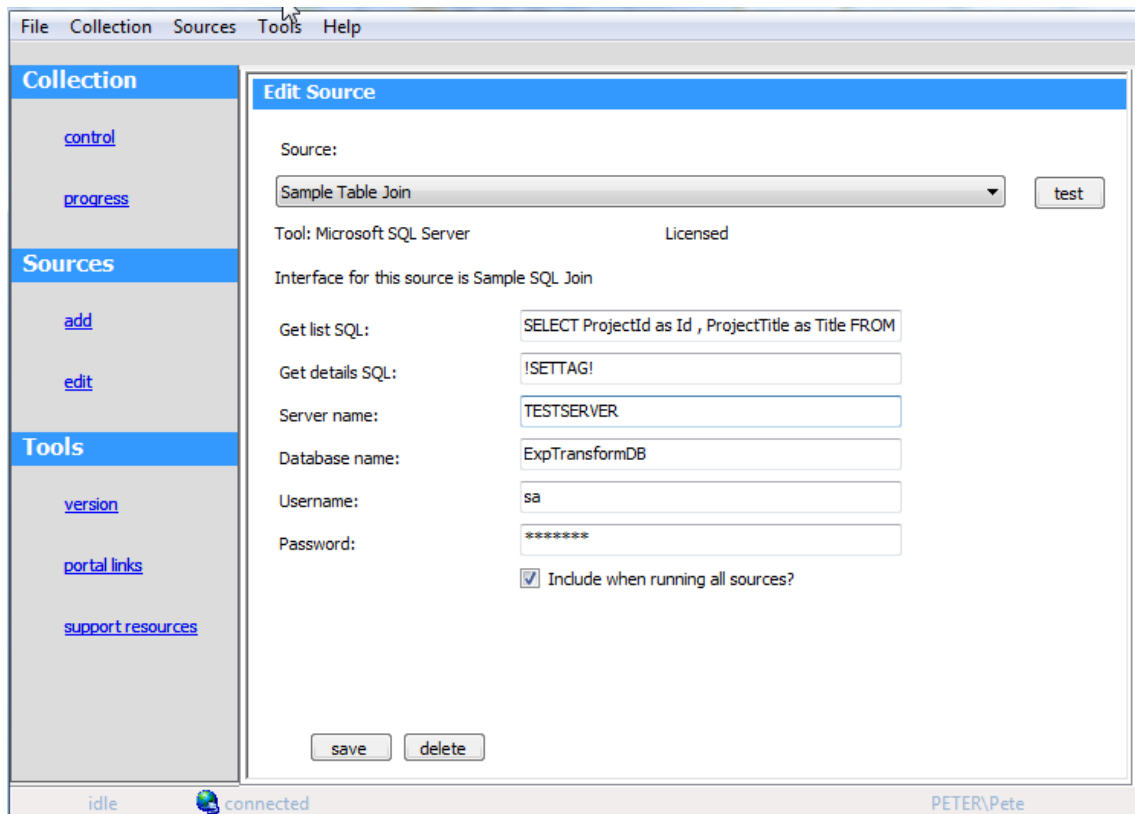 File Collection Sources Tools Help
Collection
control
progress
Sources
add
edit
Tools
version
portal links
support resources
Edit Source
Source:
Sample Table Join
test
Tool: Microsoft SQL Server Licensed
Interface for this source is Sample SQL Join
Get list SQL: SELECT ProjectId as Id , ProjectTitle as Title FROM
Get details SQL: !SETTAG!
Server name: TESTSERVER
Database name: ExpTransformDB
Username: sa
Password: *******
Include when running all sources?
save delete
idle connected PETER\Pete